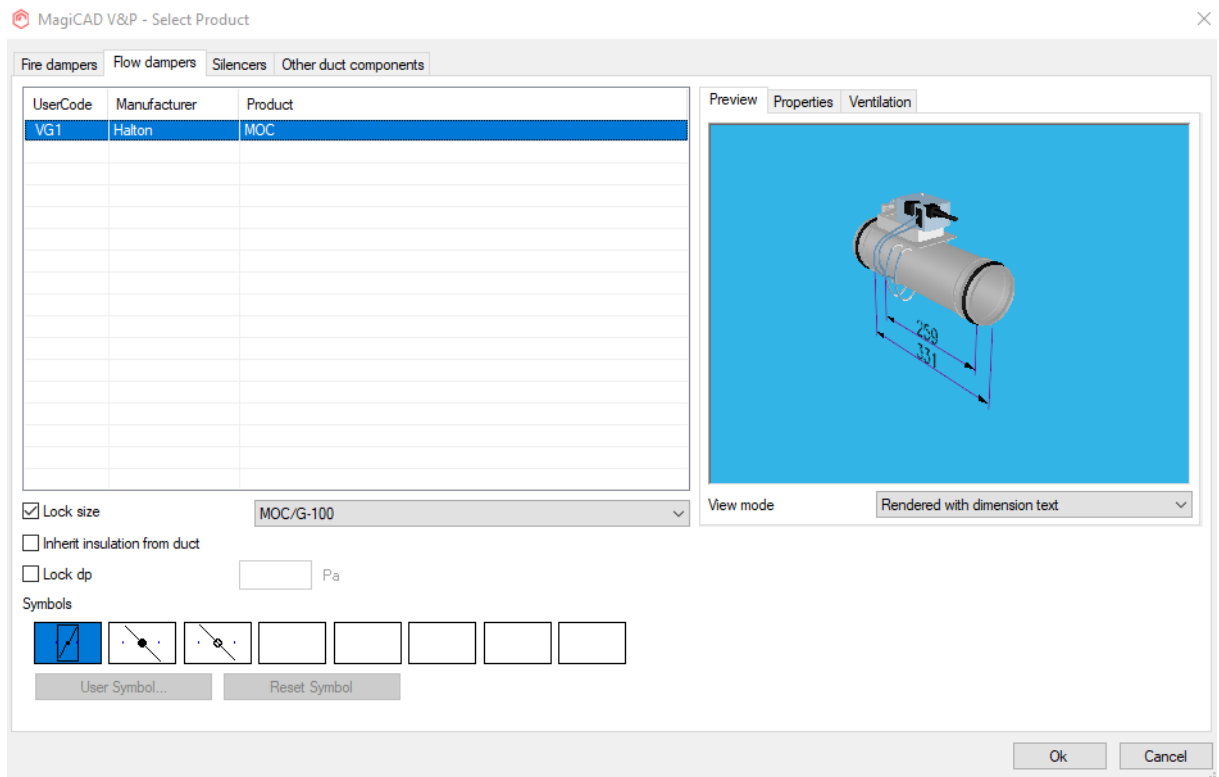 MagiCAD V&P - Select Product
Fire dampers Flow dampers Silencers Other duct components
UserCode Manufacturer Product
VG1 Halton MOC
Preview Properties Ventilation
259
331
Lock size MOC/G-100
View mode Rendered with dimension text
Inherit insulation from duct
Lock dp Pa
Symbols
User Symbol... Reset Symbol
Ok Cancel